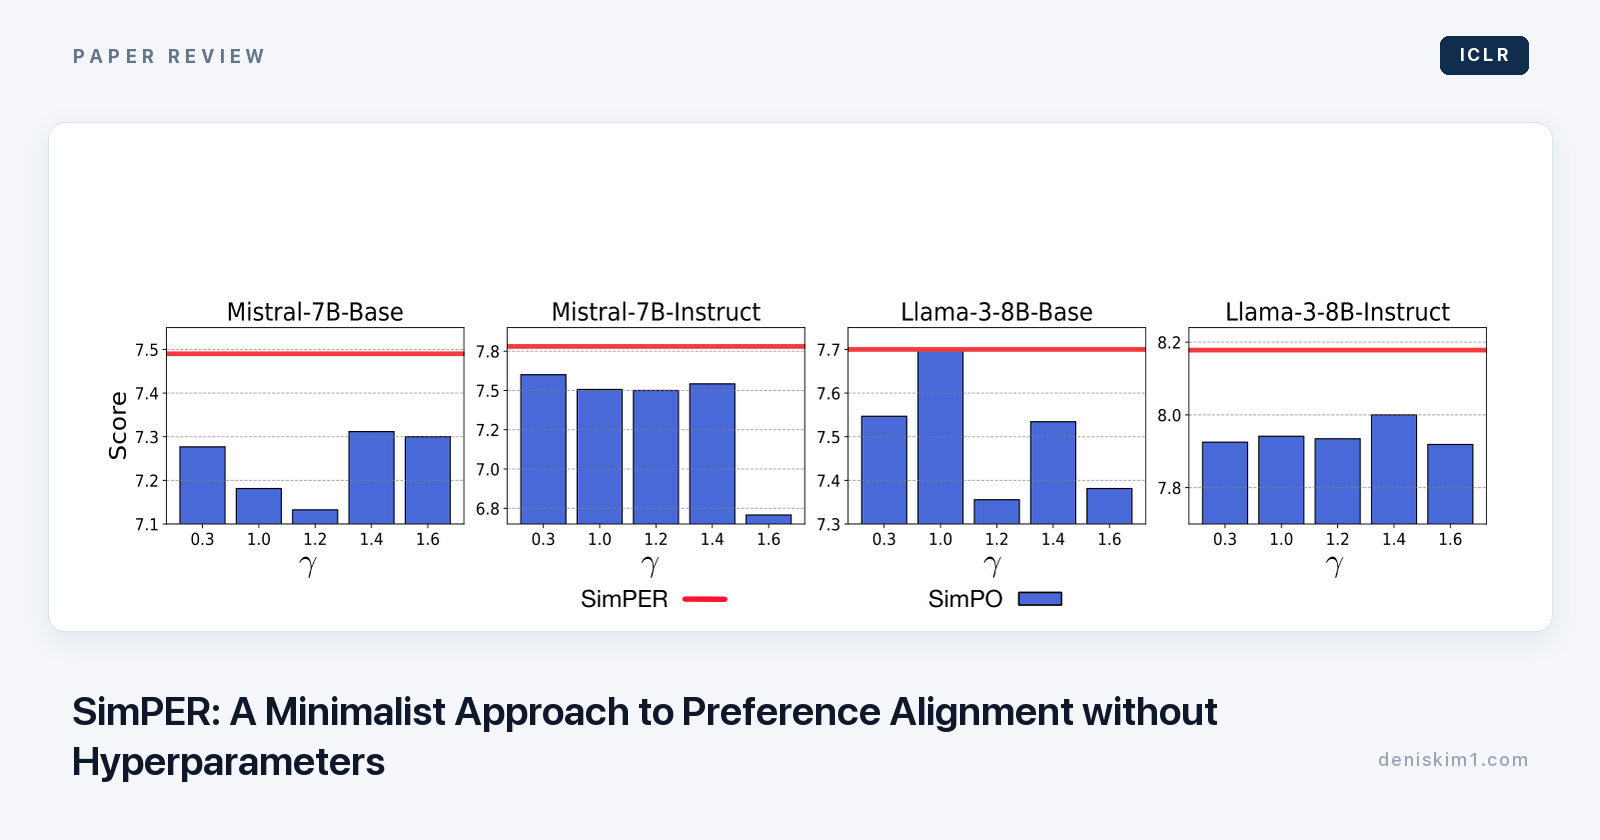 PAPER REVIEW
ICLR
Mistral-7B-Base
Mistral-7B-Instruct
Llama-3-8B-Base
Llama-3-8B-Instruct
Score
7.5
7.4
7.3
7.2
7.1
0.3 1.0 1.2 1.4 1.6
γ
7.8
7.5
7.2
7.0
6.8
0.3 1.0 1.2 1.4 1.6
γ
7.7
7.6
7.5
7.4
7.3
0.3 1.0 1.2 1.4 1.6
γ
8.2
8.0
7.8
0.3 1.0 1.2 1.4 1.6
γ
SimPER
SimPO
SimPER: A Minimalist Approach to Preference Alignment without
Hyperparameters
deniskim1.com